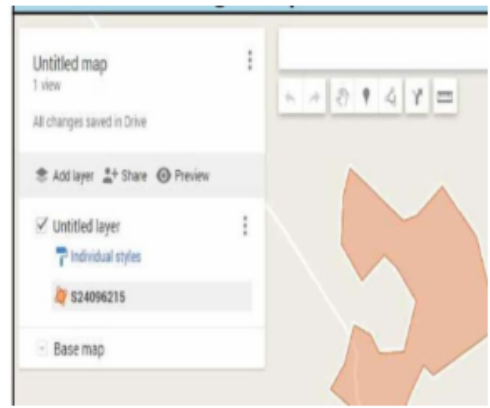 Untitled map
1 view
All changes saved in Drive
Add layer Share Preview
Untitled layer
Individual styles
S24096215
Base map